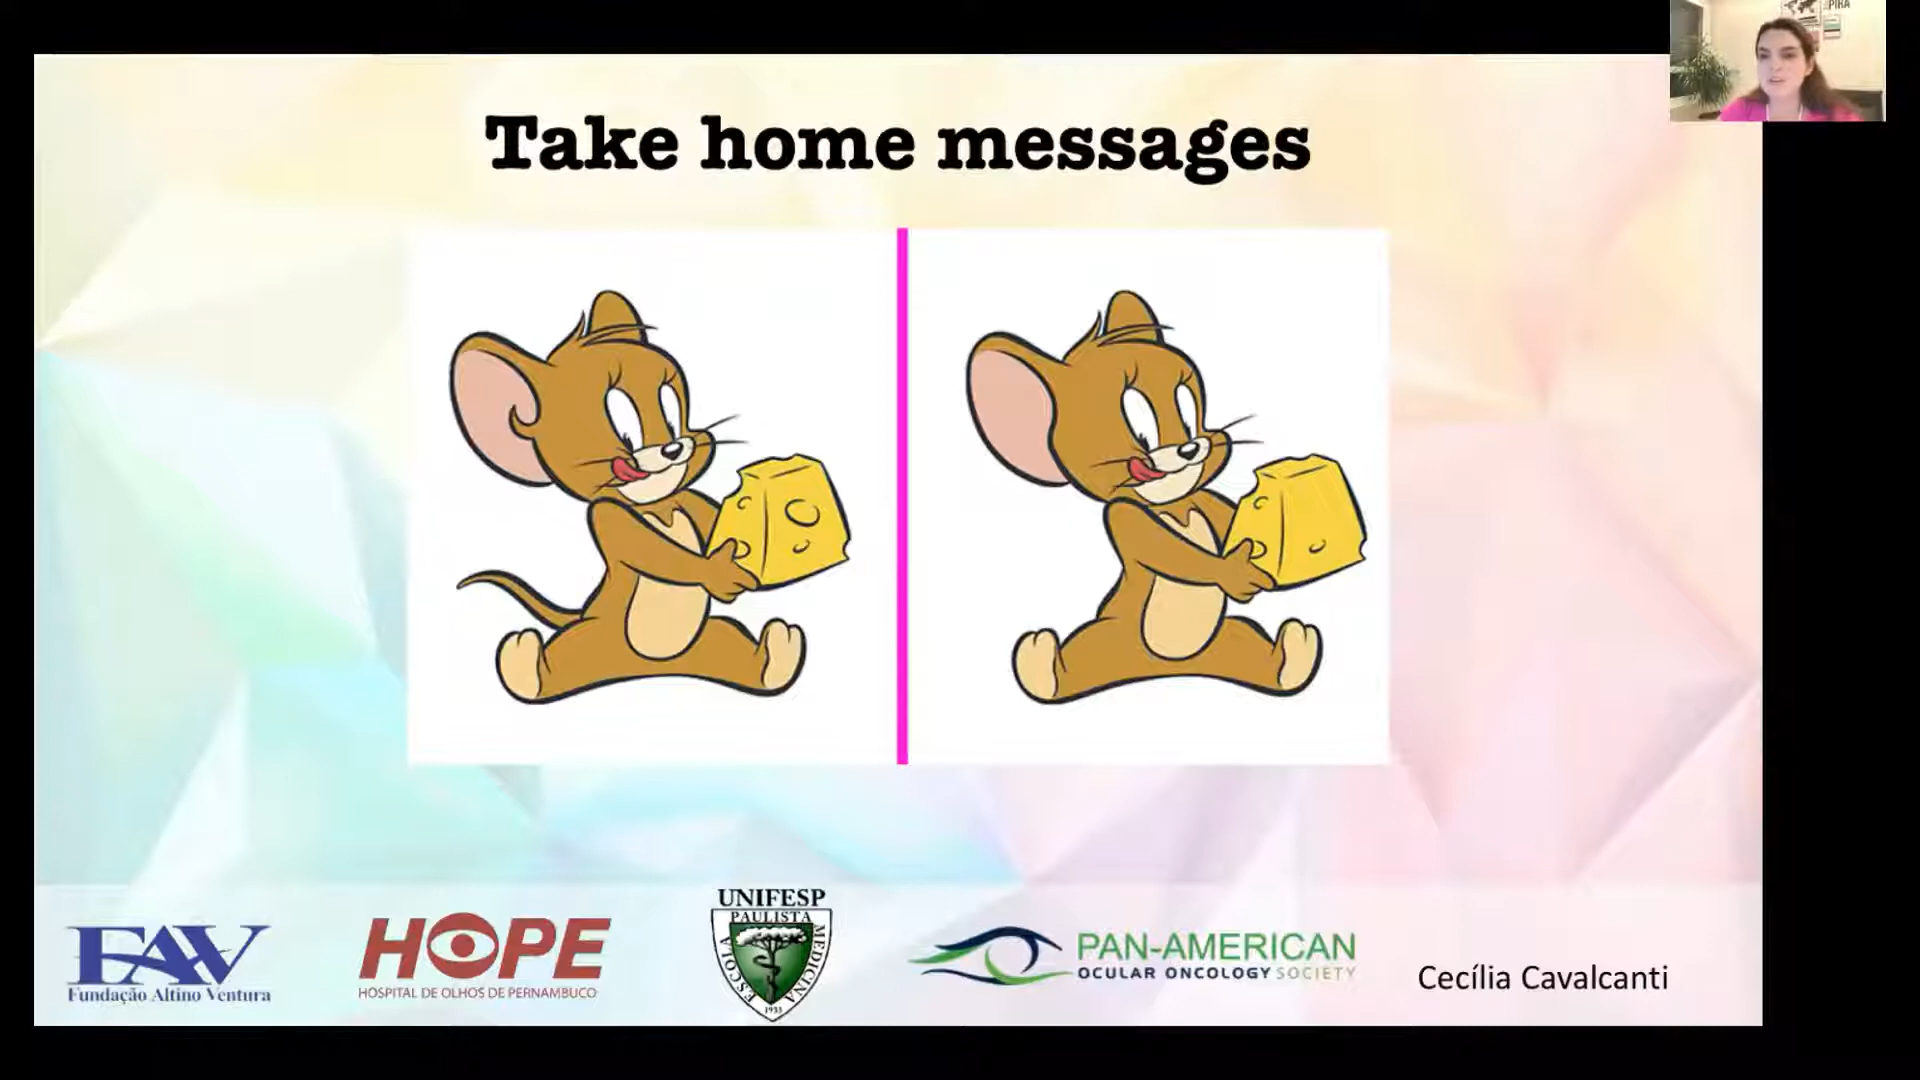 PIRA
Take home messages
FAV
Fundação Altino Ventura
HOPE
HOSPITAL DE OLHOS DE PERNAMBUCO
UNIFESP
ESCOLA PAULISTA MEDICINA
1933
PAN-AMERICAN
OCULAR ONCOLOGY SOCIETY
Cecília Cavalcanti